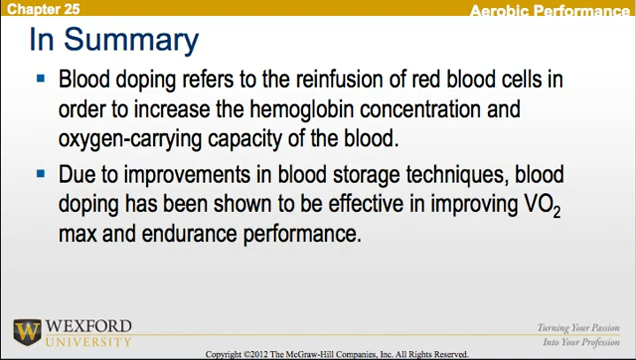 Chapter 25
Aerobic Performance
In Summary
Blood doping refers to the reinfusion of red blood cells in
order to increase the hemoglobin concentration and
oxygen-carrying capacity of the blood.
Due to improvements in blood storage techniques, blood
doping has been shown to be effective in improving VO2
max and endurance performance.
WEXFORD
UNIVERSITY
Turning Your Passion
Into Your Profession
Copyright ©2012 The McGraw-Hill Companies, Inc. All Rights Reserved.